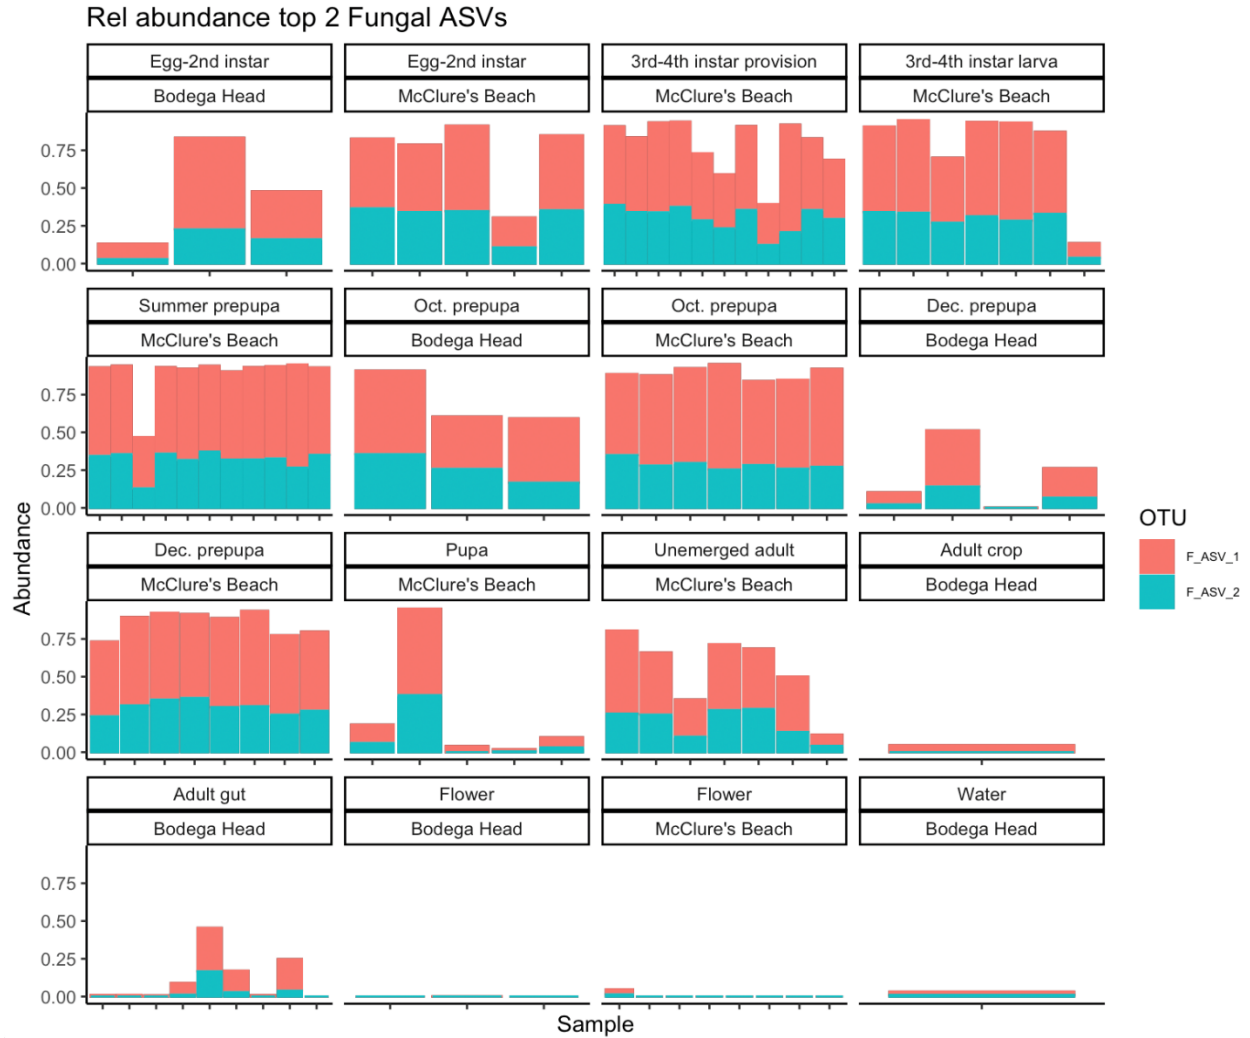 Rel abundance top 2 Fungal ASVs
Egg-2nd instar
Bodega Head
Egg-2nd instar
McClure's Beach
3rd-4th instar provision
McClure's Beach
3rd-4th instar larva
McClure's Beach
0.75
0.50
0.25
0.00
Summer prepupa
McClure's Beach
Oct. prepupa
Bodega Head
Oct. prepupa
McClure's Beach
Dec. prepupa
Bodega Head
0.75
0.50
0.25
0.00
Dec. prepupa
McClure's Beach
Pupa
McClure's Beach
Unemerged adult
McClure's Beach
Adult crop
Bodega Head
0.75
0.50
0.25
0.00
Adult gut
Bodega Head
Flower
Bodega Head
Flower
McClure's Beach
Water
Bodega Head
0.75
0.50
0.25
0.00
Abundance
Sample
OTU
F_ASV_1
F_ASV_2